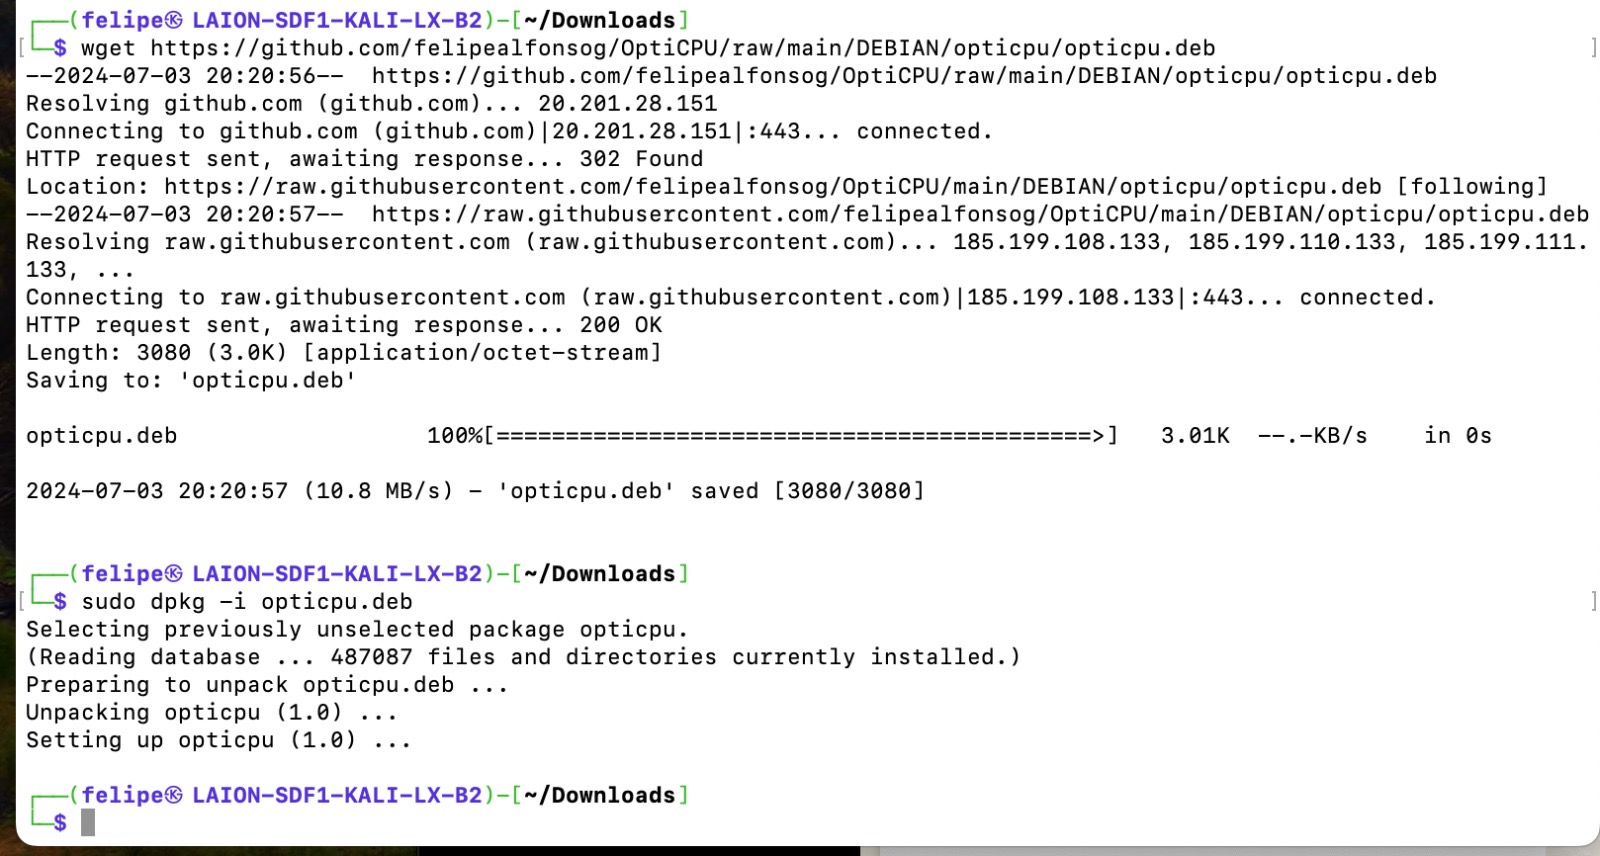 ┌──(felipe㉿ LAION-SDF1-KALI-LX-B2)-[~/Downloads]
[└─$ wget https://github.com/felipealfonsog/OptiCPU/raw/main/DEBIAN/opticpu/opticpu.deb ]
--2024-07-03 20:20:56--  https://github.com/felipealfonsog/OptiCPU/raw/main/DEBIAN/opticpu/opticpu.deb
Resolving github.com (github.com)... 20.201.28.151
Connecting to github.com (github.com)|20.201.28.151|:443... connected.
HTTP request sent, awaiting response... 302 Found
Location: https://raw.githubusercontent.com/felipealfonsog/OptiCPU/main/DEBIAN/opticpu/opticpu.deb [following]
--2024-07-03 20:20:57--  https://raw.githubusercontent.com/felipealfonsog/OptiCPU/main/DEBIAN/opticpu/opticpu.deb
Resolving raw.githubusercontent.com (raw.githubusercontent.com)... 185.199.108.133, 185.199.110.133, 185.199.111.
133, ...
Connecting to raw.githubusercontent.com (raw.githubusercontent.com)|185.199.108.133|:443... connected.
HTTP request sent, awaiting response... 200 OK
Length: 3080 (3.0K) [application/octet-stream]
Saving to: 'opticpu.deb'
opticpu.deb                  100%[===========================================>]   3.01K  --.-KB/s    in 0s
2024-07-03 20:20:57 (10.8 MB/s) - 'opticpu.deb' saved [3080/3080]
┌──(felipe㉿ LAION-SDF1-KALI-LX-B2)-[~/Downloads]
[└─$ sudo dpkg -i opticpu.deb ]
Selecting previously unselected package opticpu.
(Reading database ... 487087 files and directories currently installed.)
Preparing to unpack opticpu.deb ...
Unpacking opticpu (1.0) ...
Setting up opticpu (1.0) ...
┌──(felipe㉿ LAION-SDF1-KALI-LX-B2)-[~/Downloads]
└─$